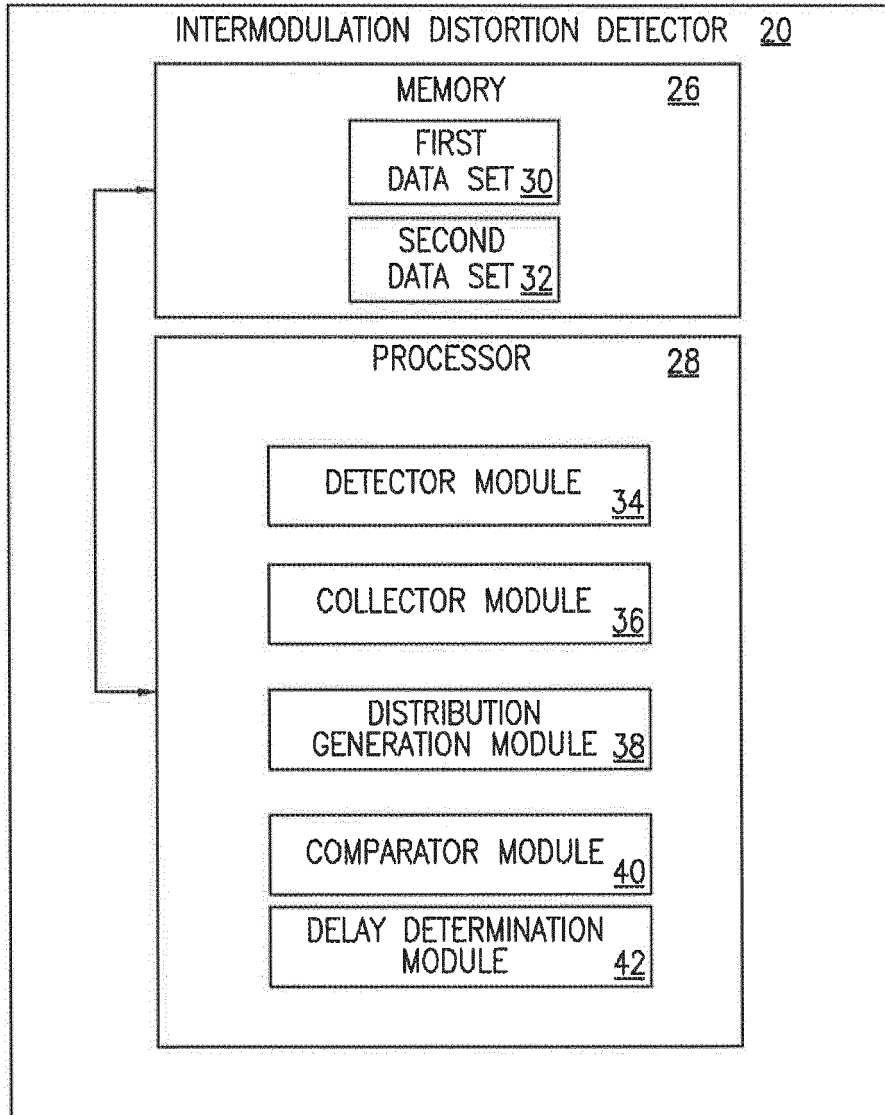 INTERMODULATION DISTORTION DETECTOR 20
MEMORY 26
FIRST
DATA SET 30
SECOND
DATA SET 32
PROCESSOR 28
DETECTOR MODULE 34
COLLECTOR MODULE 36
DISTRIBUTION
GENERATION MODULE 38
COMPARATOR MODULE 40
DELAY DETERMINATION
MODULE 42